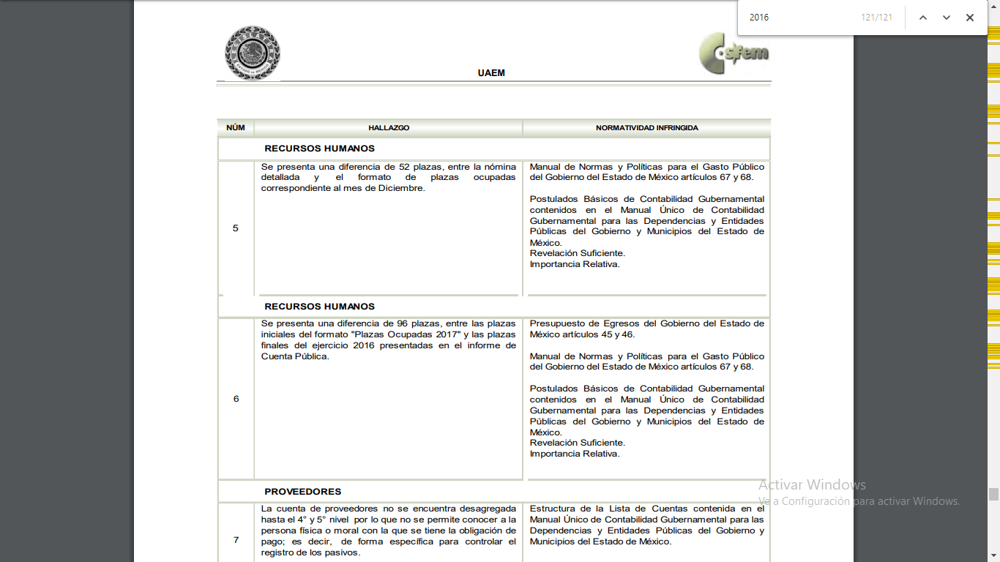 2016 121/121
LEGISLATURA
ESTADO DE MÉXICO
osfem
UAEM
NÚM HALLAZGO NORMATIVIDAD INFRINGIDA
RECURSOS HUMANOS
5
Se presenta una diferencia de 52 plazas, entre la nómina
detallada y el formato de plazas ocupadas
correspondiente al mes de Diciembre.
Manual de Normas y Políticas para el Gasto Público
del Gobierno del Estado de México artículos 67 y 68.
Postulados Básicos de Contabilidad Gubernamental
contenidos en el Manual Único de Contabilidad
Gubernamental para las Dependencias y Entidades
Públicas del Gobierno y Municipios del Estado de
México.
Revelación Suficiente.
Importancia Relativa.
RECURSOS HUMANOS
6
Se presenta una diferencia de 96 plazas, entre las plazas
iniciales del formato "Plazas Ocupadas 2017" y las plazas
finales del ejercicio 2016 presentadas en el informe de
Cuenta Pública.
Presupuesto de Egresos del Gobierno del Estado de
México artículos 45 y 46.
Manual de Normas y Políticas para el Gasto Público
del Gobierno del Estado de México artículos 67 y 68.
Postulados Básicos de Contabilidad Gubernamental
contenidos en el Manual Único de Contabilidad
Gubernamental para las Dependencias y Entidades
Públicas del Gobierno y Municipios del Estado de
México.
Revelación Suficiente.
Importancia Relativa.
PROVEEDORES
7
La cuenta de proveedores no se encuentra desagregada
hasta el 4° y 5° nivel por lo que no se permite conocer a la
persona física o moral con la que se tiene la obligación de
pago; es decir, de forma específica para controlar el
registro de los pasivos.
Estructura de la Lista de Cuentas contenida en el
Manual Único de Contabilidad Gubernamental para las
Dependencias y Entidades Públicas del Gobierno y
Municipios del Estado de México.
Activar Windows
Ve a Configuración para activar Windows.